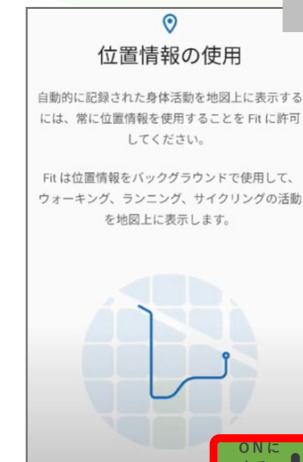 位置情報の使用
自動的に記録された身体活動を地図上に表示する
には、常に位置情報を使用することを Fit に許可
してください。
Fit は位置情報をバックグラウンドで使用して、
ウォーキング、ランニング、サイクリングの活動
を地図上に表示します。
ONに